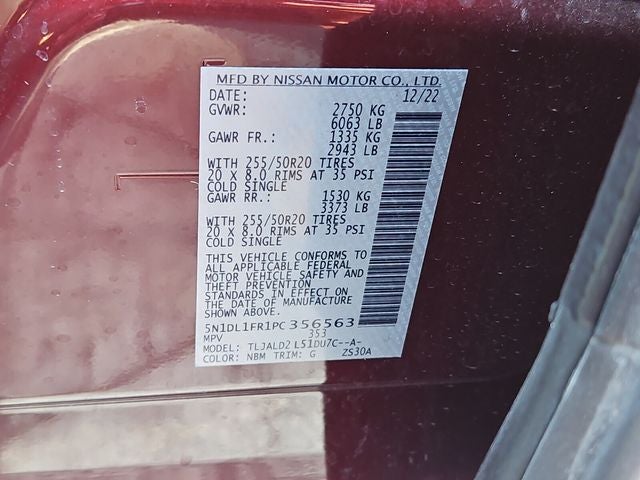 MFD BY NISSAN MOTOR CO., LTD.
DATE: 12/22
GVWR: 2750 KG
6063 LB
GAWR FR.: 1335 KG
2943 LB
WITH 255/50R20 TIRES
20 X 8.0 RIMS AT 35 PSI
COLD SINGLE
GAWR RR.: 1530 KG
3373 LB
WITH 255/50R20 TIRES
20 X 8.0 RIMS AT 35 PSI
COLD SINGLE
THIS VEHICLE CONFORMS TO
ALL APPLICABLE FEDERAL
MOTOR VEHICLE SAFETY AND
THEFT PREVENTION
STANDARDS IN EFFECT ON
THE DATE OF MANUFACTURE
SHOWN ABOVE.
5N1DL1FR1PC356563
MPV 353
MODEL: TLJALD2 L51DU7C--A-
COLOR: NBM TRIM: G ZS30A